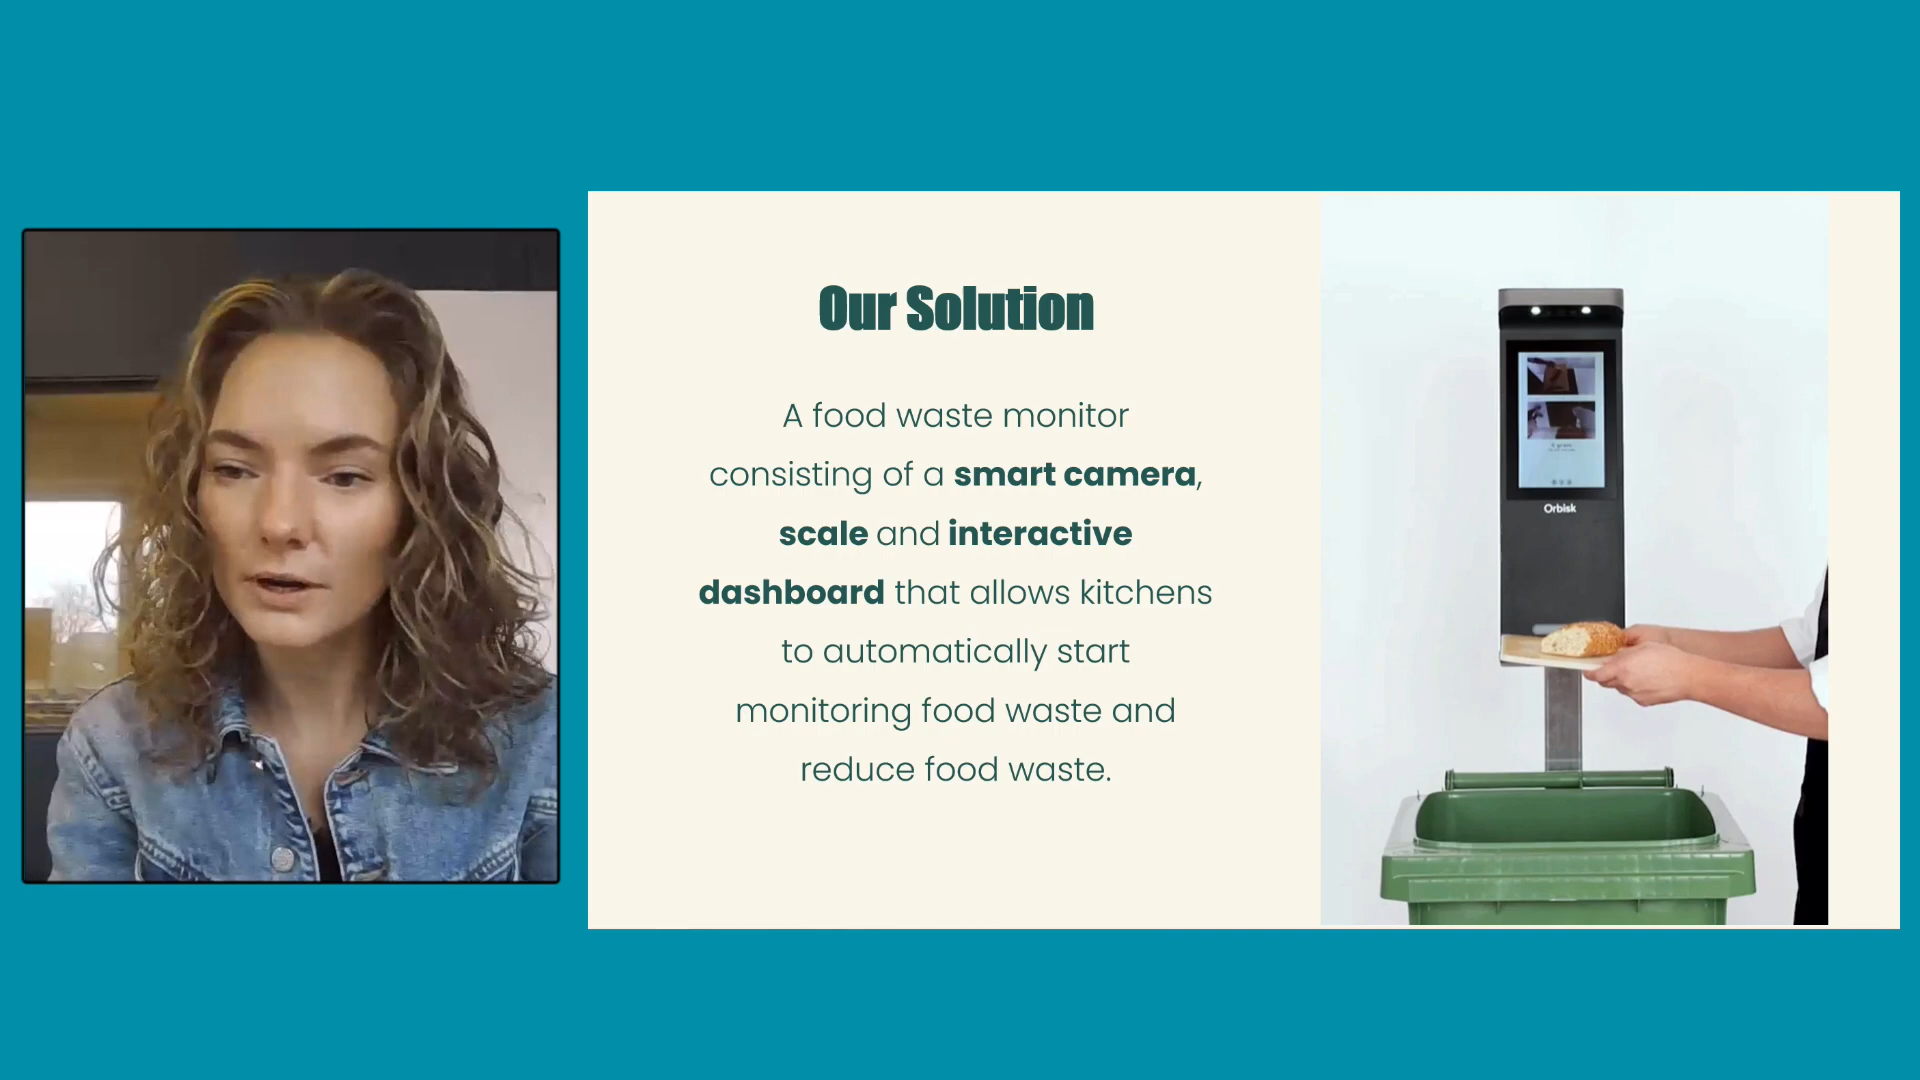 Our Solution
A food waste monitor
consisting of a smart camera,
scale and interactive
dashboard that allows kitchens
to automatically start
monitoring food waste and
reduce food waste.
Orbisk